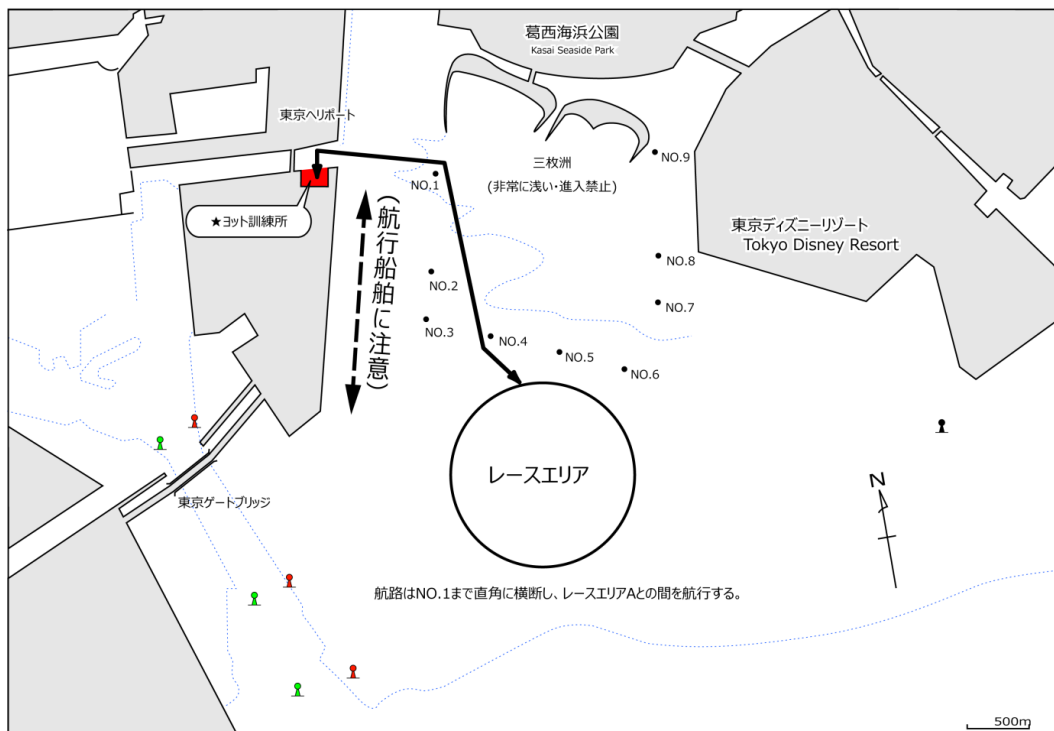 葛西海浜公園
Kasai Seaside Park
東京ヘリポート
三枚洲
(非常に浅い・進入禁止)
NO.9
NO.1
★ヨット訓練所
(航行船舶に注意)
東京ディズニーリゾート
Tokyo Disney Resort
NO.8
NO.2
NO.7
NO.3
NO.4
NO.5
NO.6
レースエリア
N
東京ゲートブリッジ
航路はNO.1まで直角に横断し、レースエリアAとの間を航行する。
500m